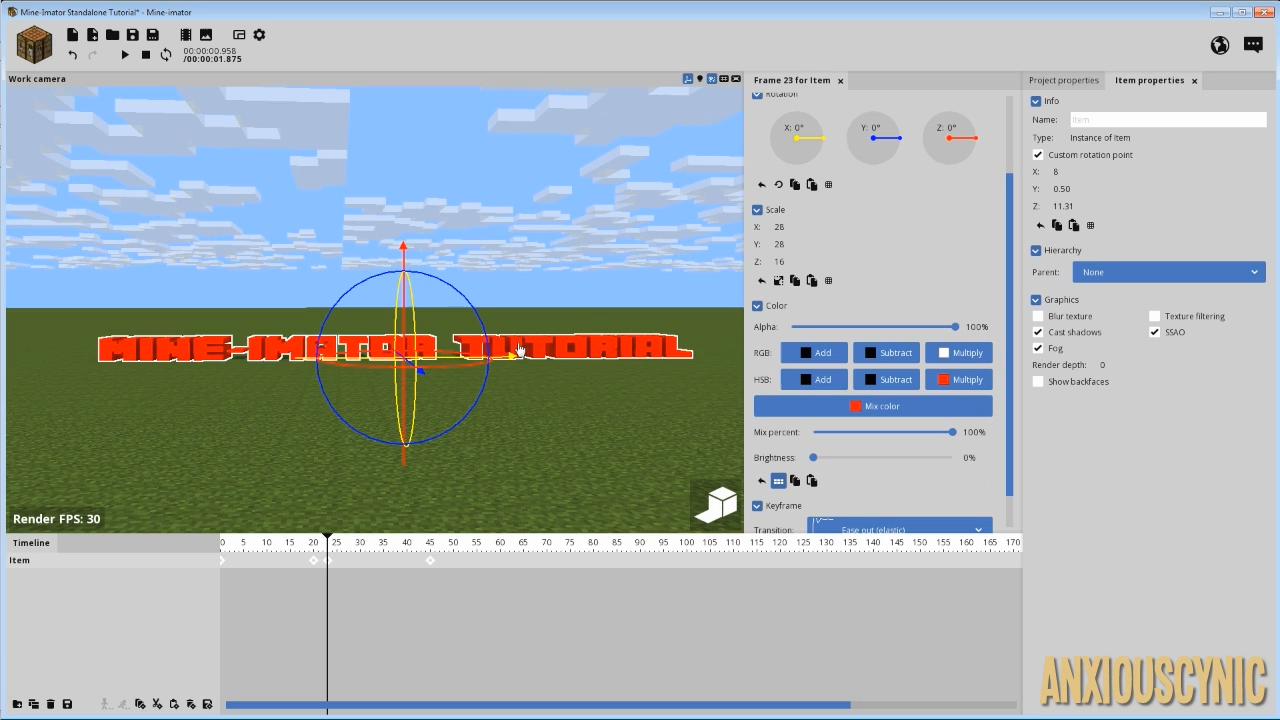 Mine-Imator Standalone Tutorial* - Mine-imator
00:00:00.958
/00:00:01.875
Work camera
Frame 23 for Item
Project properties
Item properties
Rotation
X: 0°
Y: 0°
Z: 0°
Scale
X: 28
Y: 28
Z: 16
Color
Alpha: 100%
RGB: Add Subtract Multiply
HSB: Add Subtract Multiply
Mix color
Mix percent: 100%
Brightness: 0%
Keyframe
Transition: Ease out (elastic)
Info
Name: Item
Type: Instance of Item
Custom rotation point
X: 8
Y: 0.50
Z: 11.31
Hierarchy
Parent: None
Graphics
Blur texture Texture filtering
Cast shadows SSAO
Fog
Render depth: 0
Show backfaces
MINE-IMATOR TUTORIAL
Render FPS: 30
Timeline
0 5 10 15 20 25 30 35 40 45 50 55 60 65 70 75 80 85 90 95 100 105 110 115 120 125 130 135 140 145 150 155 160 165 170
Item
ANXIOUSCYNIC